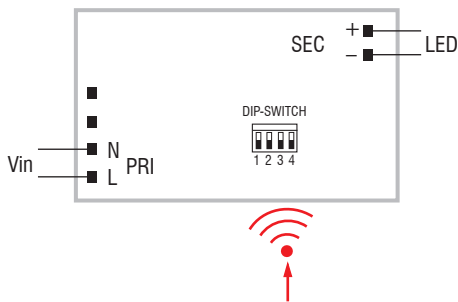 SEC + LED
–
DIP-SWITCH
1 2 3 4
Vin N PRI
L